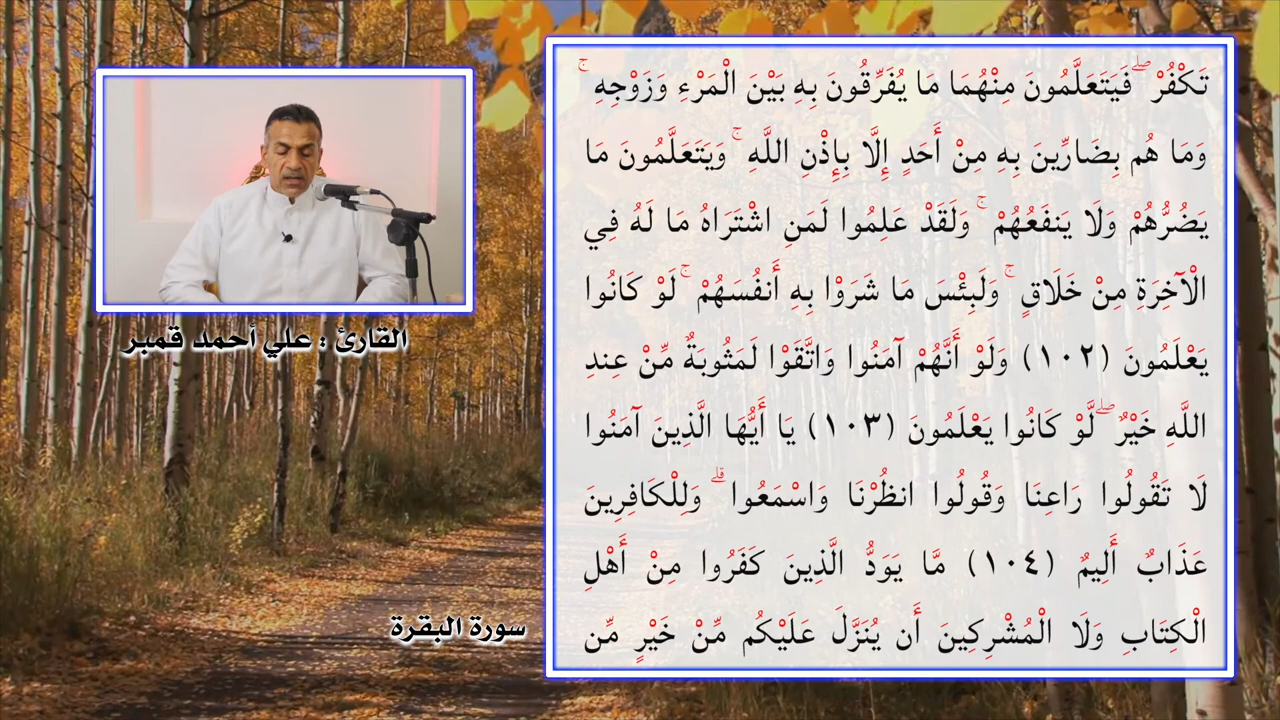 تَكْفُرْ ۖ فَيَتَعَلَّمُونَ مِنْهُمَا مَا يُفَرِّقُونَ بِهِ بَيْنَ الْمَرْءِ وَزَوْجِهِ ۚ
وَمَا هُم بِضَارِّينَ بِهِ مِنْ أَحَدٍ إِلَّا بِإِذْنِ اللَّهِ ۚ وَيَتَعَلَّمُونَ مَا
يَضُرُّهُمْ وَلَا يَنفَعُهُمْ ۚ وَلَقَدْ عَلِمُوا لَمَنِ اشْتَرَاهُ مَا لَهُ فِي
الْآخِرَةِ مِنْ خَلَاقٍ ۚ وَلَبِئْسَ مَا شَرَوْا بِهِ أَنفُسَهُمْ ۚ لَوْ كَانُوا
يَعْلَمُونَ (١٠٢) وَلَوْ أَنَّهُمْ آمَنُوا وَاتَّقَوْا لَمَثُوبَةٌ مِّنْ عِندِ
اللَّهِ خَيْرٌ ۖ لَّوْ كَانُوا يَعْلَمُونَ (١٠٣) يَا أَيُّهَا الَّذِينَ آمَنُوا
لَا تَقُولُوا رَاعِنَا وَقُولُوا انظُرْنَا وَاسْمَعُوا ۗ وَلِلْكَافِرِينَ
عَذَابٌ أَلِيمٌ (١٠٤) مَّا يَوَدُّ الَّذِينَ كَفَرُوا مِنْ أَهْلِ
الْكِتَابِ وَلَا الْمُشْرِكِينَ أَن يُنَزَّلَ عَلَيْكُم مِّنْ خَيْرٍ مِّن
القارئ : علي أحمد قمبر
سورة البقرة